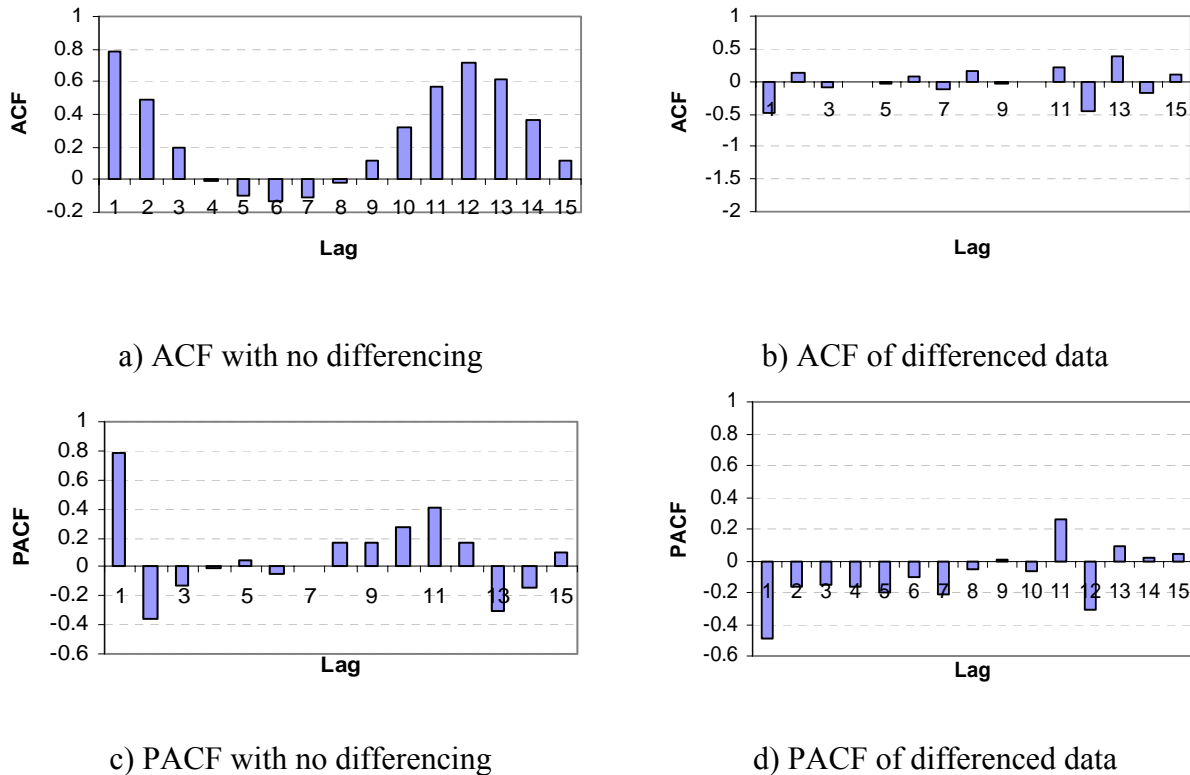 1
0.8
0.6
0.4
0.2
0
-0.2
ACF
1 2 3 4 5 6 7 8 9 10 11 12 13 14 15
Lag
a) ACF with no differencing
1
0.5
0
-0.5
-1
-1.5
-2
ACF
1 3 5 7 9 11 13 15
Lag
b) ACF of differenced data
1
0.8
0.6
0.4
0.2
0
-0.2
-0.4
-0.6
PACF
1 3 5 7 9 11 13 15
Lag
c) PACF with no differencing
1
0.8
0.6
0.4
0.2
0
-0.2
-0.4
-0.6
PACF
1 2 3 4 5 6 7 8 9 10 11 12 13 14 15
Lag
d) PACF of differenced data